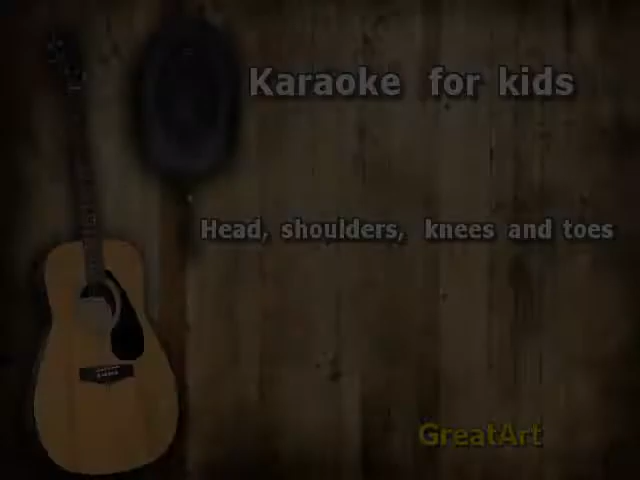 Karaoke for kids
Head, shoulders, knees and toes
GreatArt